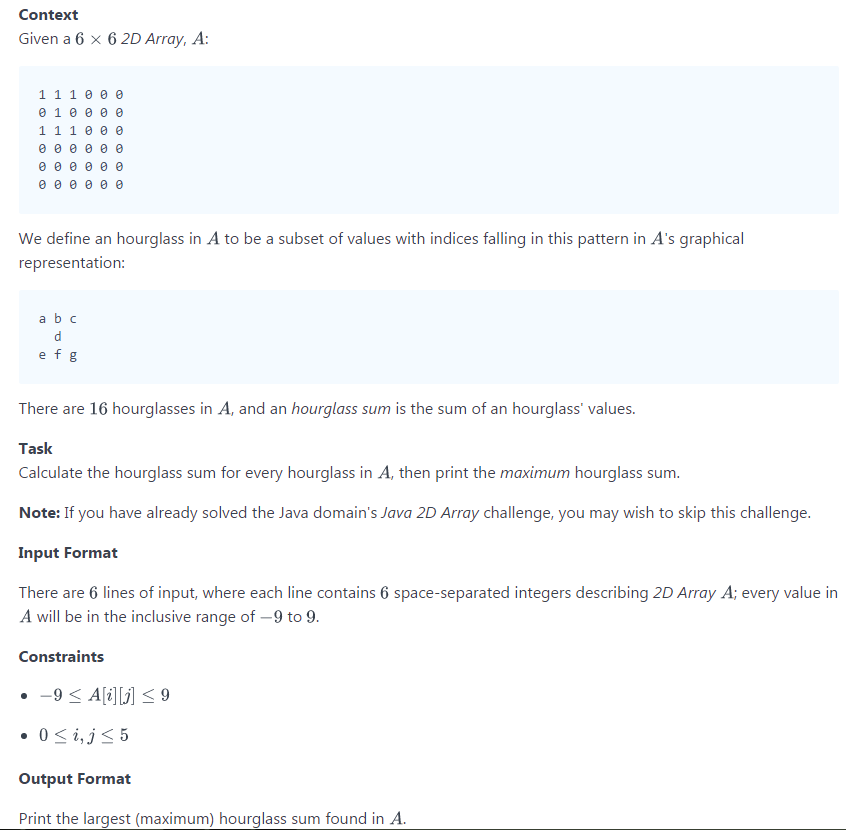 Context
Given a 6 × 6 2D Array, A:
1 1 1 0 0 0
0 1 0 0 0 0
1 1 1 0 0 0
0 0 0 0 0 0
0 0 0 0 0 0
0 0 0 0 0 0
We define an hourglass in A to be a subset of values with indices falling in this pattern in A's graphical
representation:
a b c
  d
e f g
There are 16 hourglasses in A, and an hourglass sum is the sum of an hourglass' values.
Task
Calculate the hourglass sum for every hourglass in A, then print the maximum hourglass sum.
Note: If you have already solved the Java domain's Java 2D Array challenge, you may wish to skip this challenge.
Input Format
There are 6 lines of input, where each line contains 6 space-separated integers describing 2D Array A; every value in
A will be in the inclusive range of −9 to 9.
Constraints
• −9 ≤ A[i][j] ≤ 9
• 0 ≤ i, j ≤ 5
Output Format
Print the largest (maximum) hourglass sum found in A.